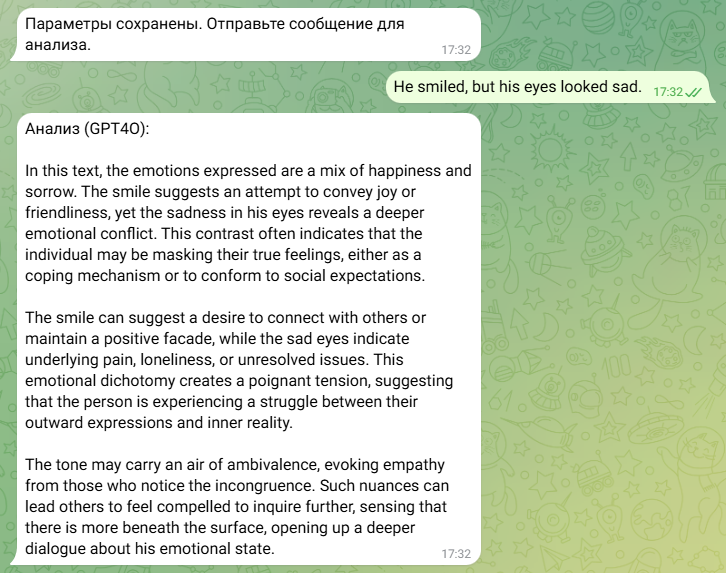 Параметры сохранены. Отправьте сообщение для
анализа.
17:32
He smiled, but his eyes looked sad.
17:32
Анализ (GPT4O):
In this text, the emotions expressed are a mix of happiness and
sorrow. The smile suggests an attempt to convey joy or
friendliness, yet the sadness in his eyes reveals a deeper
emotional conflict. This contrast often indicates that the
individual may be masking their true feelings, either as a
coping mechanism or to conform to social expectations.
The smile can suggest a desire to connect with others or
maintain a positive facade, while the sad eyes indicate
underlying pain, loneliness, or unresolved issues. This
emotional dichotomy creates a poignant tension, suggesting
that the person is experiencing a struggle between their
outward expressions and inner reality.
The tone may carry an air of ambivalence, evoking empathy
from those who notice the incongruence. Such nuances can
lead others to feel compelled to inquire further, sensing that
there is more beneath the surface, opening up a deeper
dialogue about his emotional state.
17:32